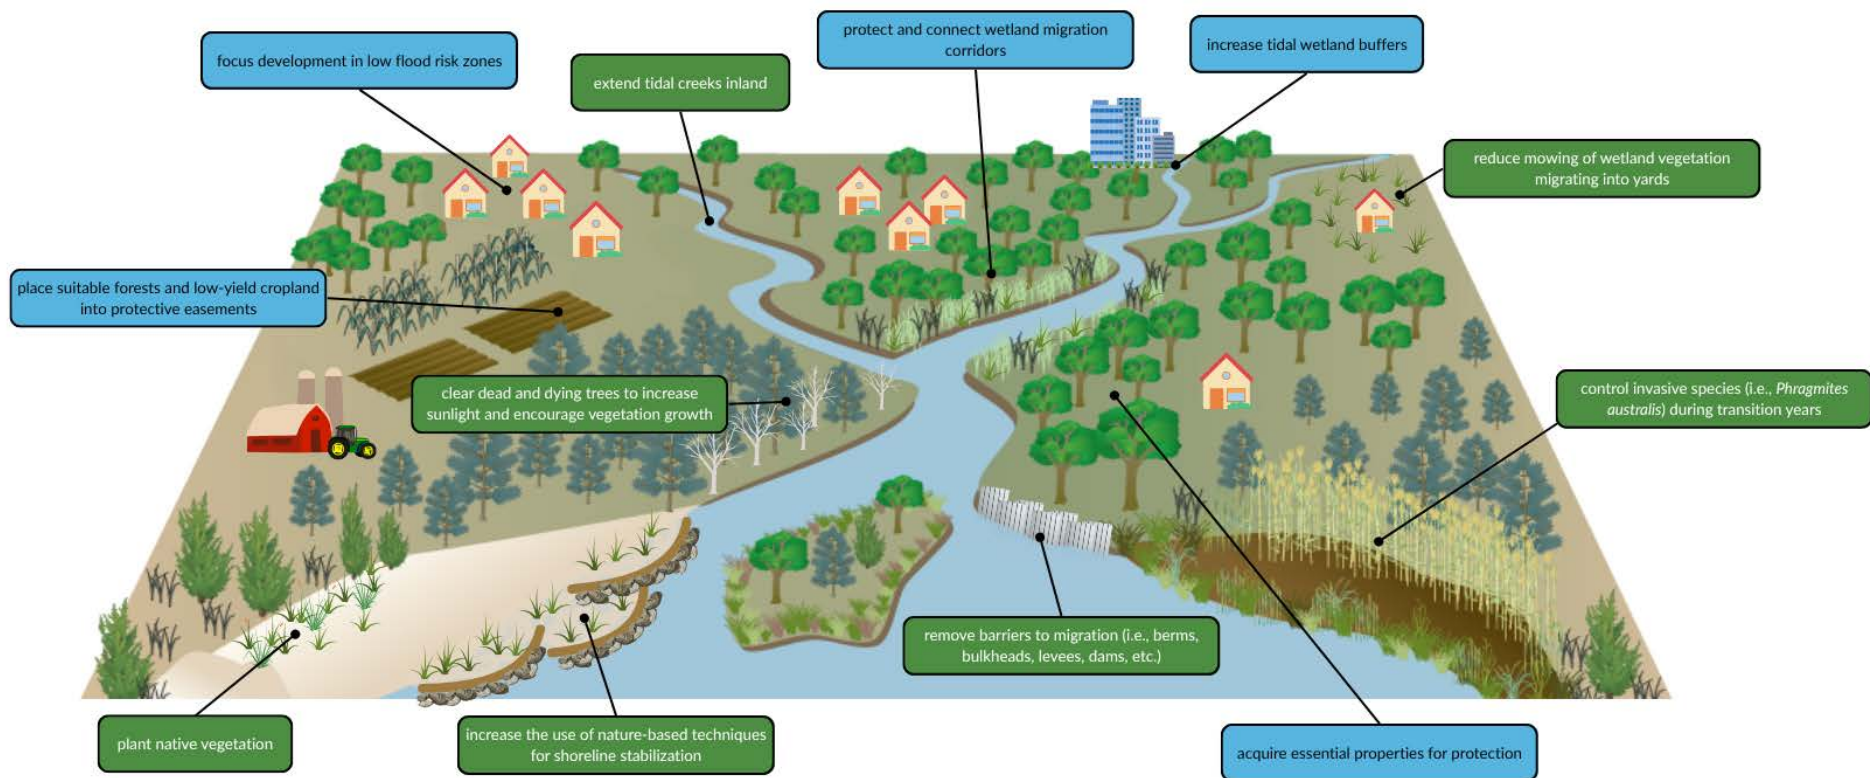 protect and connect wetland migration
corridors
increase tidal wetland buffers
focus development in low flood risk zones
extend tidal creeks inland
reduce mowing of wetland vegetation
migrating into yards
place suitable forests and low-yield cropland
into protective easements
clear dead and dying trees to increase
sunlight and encourage vegetation growth
control invasive species (i.e., Phragmites
australis) during transition years
remove barriers to migration (i.e., berms,
bulkheads, levees, dams, etc.)
plant native vegetation
increase the use of nature-based techniques
for shoreline stabilization
acquire essential properties for protection